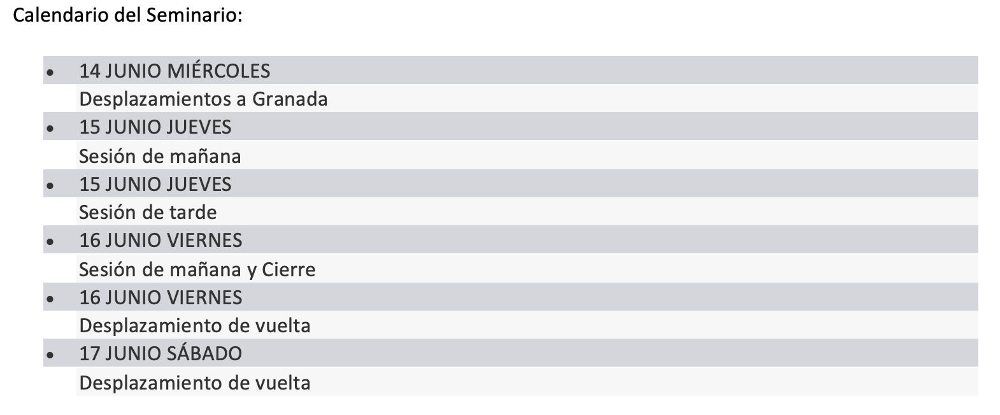 Calendario del Seminario:
• 14 JUNIO MIÉRCOLES
Desplazamientos a Granada
• 15 JUNIO JUEVES
Sesión de mañana
• 15 JUNIO JUEVES
Sesión de tarde
• 16 JUNIO VIERNES
Sesión de mañana y Cierre
• 16 JUNIO VIERNES
Desplazamiento de vuelta
• 17 JUNIO SÁBADO
Desplazamiento de vuelta